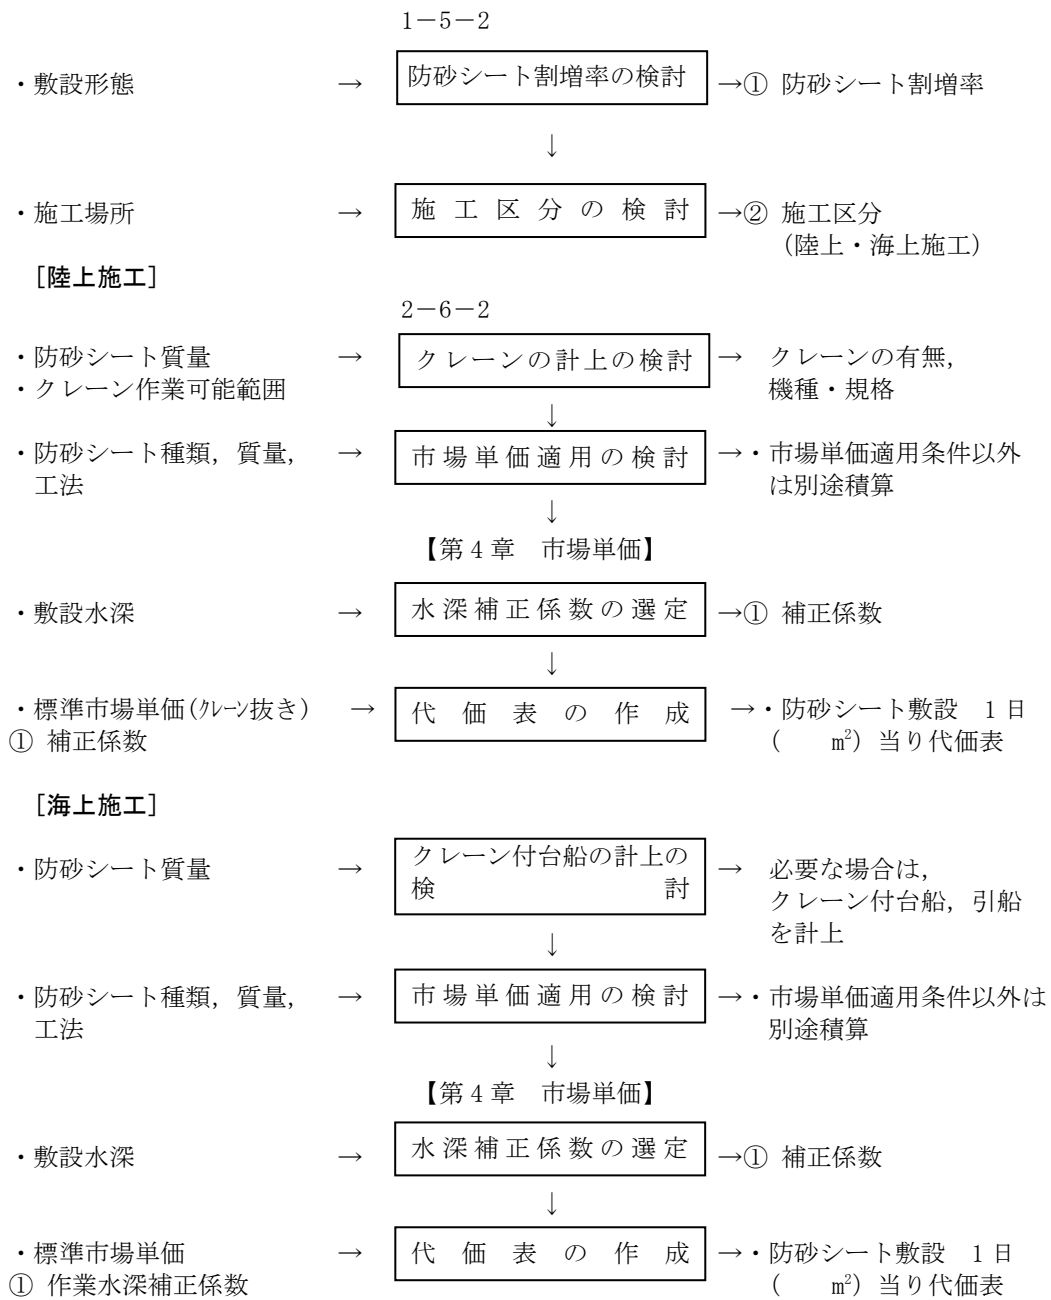 1－5－2
・敷設形態 → 防砂シート割増率の検討 →① 防砂シート割増率
↓
・施工場所 → 施工区分の検討 →② 施工区分
（陸上・海上施工）
［陸上施工］
2－6－2
・防砂シート質量 → クレーンの計上の検討 → クレーンの有無，
・クレーン作業可能範囲 機種・規格
↓
・防砂シート種類，質量， → 市場単価適用の検討 →・市場単価適用条件以外
工法 は別途積算
↓
【第4章 市場単価】
・敷設水深 → 水深補正係数の選定 →① 補正係数
↓
・標準市場単価(ｸﾚｰﾝ抜き) → 代価表の作成 →・防砂シート敷設 1日
① 補正係数 ( m²) 当り代価表
［海上施工］
・防砂シート質量 → クレーン付台船の計上の → 必要な場合は，
検討 クレーン付台船，引船
を計上
↓
・防砂シート種類，質量， → 市場単価適用の検討 →・市場単価適用条件以外は
工法 別途積算
↓
【第4章 市場単価】
・敷設水深 → 水深補正係数の選定 →① 補正係数
↓
・標準市場単価 → 代価表の作成 →・防砂シート敷設 1日
① 作業水深補正係数 ( m²) 当り代価表